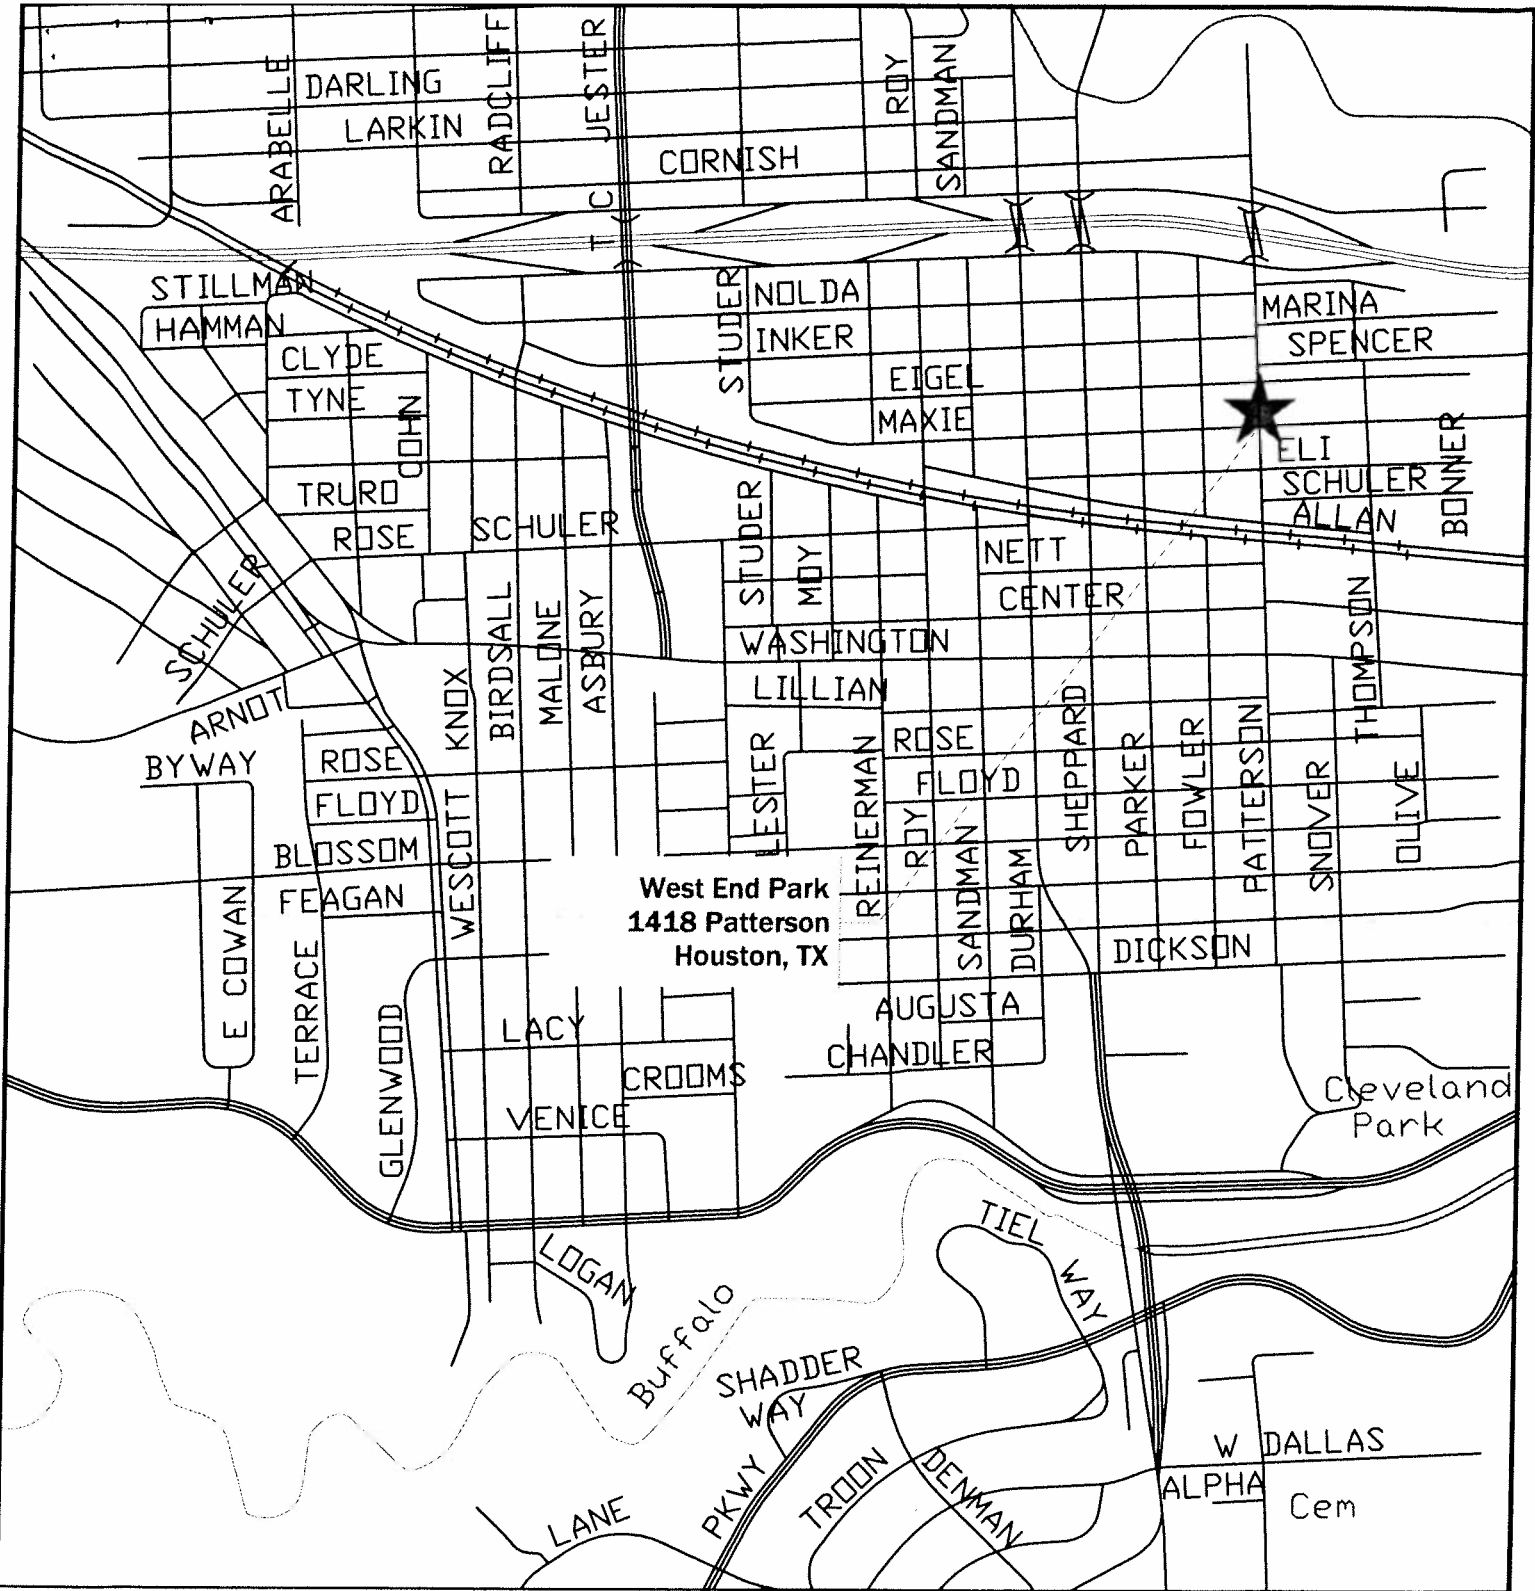 ARABELLE
DARLING
LARKIN
RADCLIFF
T C JESTER
CORNISH
ROY
SANDMAN
STILLMAN
HAMMAN
CLYDE
TYNE
COHN
TRURO
ROSE
SCHULER
STUDER
NOLDA
INKER
EIGEL
MAXIE
MARINA
SPENCER
ELI
SCHULER
ALLAN
BONNER
SCHULER
STUDER
MOY
NETT
CENTER
WASHINGTON
LILLIAN
THOMPSON
ARNOT
BYWAY
ROSE
FLOYD
BLOSSOM
FEAGAN
KNOX
BIRDSALL
MALONE
ASBURY
WESCOTT
LESTER
REINERMAN
ROSE
FLOYD
ROY
SANDMAN
DURHAM
SHEPPARD
PARKER
FOWLER
PATTERSON
SNOVER
OLIVE
West End Park
1418 Patterson
Houston, TX
E COWAN
TERRACE
GLENWOOD
DICKSON
AUGUSTA
CHANDLER
LACY
CROOMS
VENICE
Cleveland
Park
LOGAN
Buffalo
TIEL
WAY
SHADDER
WAY
PKWY
TROON
DENMAN
LANE
W DALLAS
ALPHA
Cem